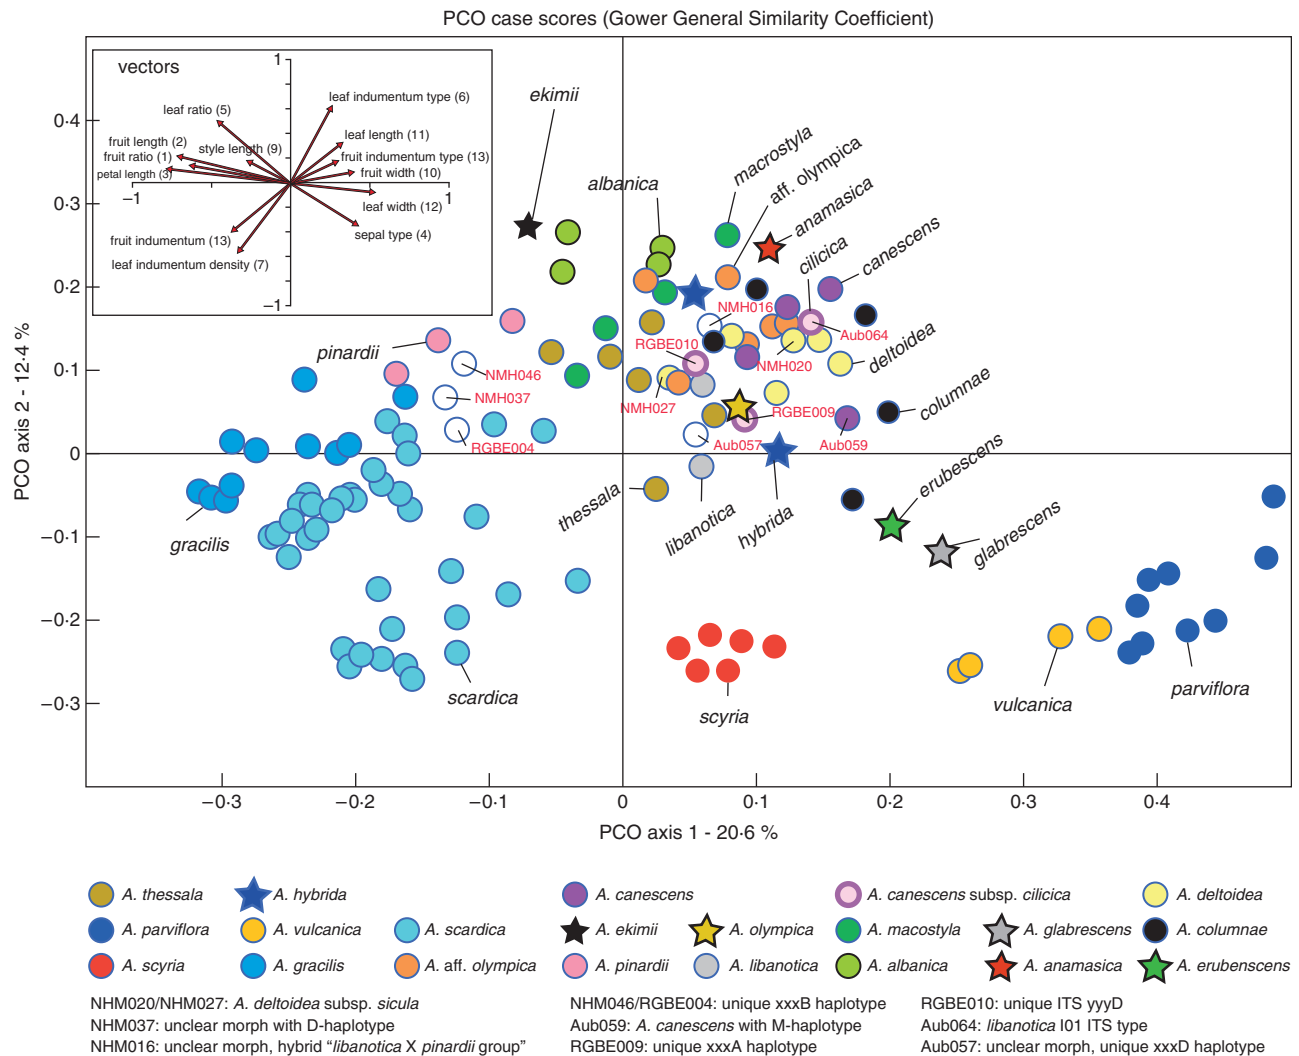 PCO case scores (Gower General Similarity Coefficient)
vectors
1
leaf indumentum type (6)
leaf ratio (5)
leaf length (11)
fruit length (2)
style length (9)
fruit ratio (1)
fruit indumentum type (13)
petal length (3)
fruit width (10)
−1
1
leaf width (12)
fruit indumentum (13)
sepal type (4)
leaf indumentum density (7)
−1
ekimii
albanica
macrostyla
aff. olympica
anamasica
cilicica
canescens
pinardii
NMH016
RGBE010
Aub064
NMH046
NMH020
deltoidea
NMH037
NMH027
columnae
RGBE009
RGBE004
Aub057
Aub059
thessala
libanotica
hybrida
erubescens
glabrescens
gracilis
scardica
scyria
vulcanica
parviflora
0·4
0·3
0·2
0·1
0
−0·1
−0·2
−0·3
PCO axis 2 - 12·4 %
−0·3
−0·2
−0·1
0
0·1
0·2
0·3
0·4
PCO axis 1 - 20·6 %
A. thessala
A. hybrida
A. canescens
A. canescens subsp. cilicica
A. deltoidea
A. parviflora
A. vulcanica
A. scardica
A. ekimii
A. olympica
A. macostyla
A. glabrescens
A. columnae
A. scyria
A. gracilis
A. aff. olympica
A. pinardii
A. libanotica
A. albanica
A. anamasica
A. erubenscens
NHM020/NHM027: A. deltoidea subsp. sicula
NHM037: unclear morph with D-haplotype
NHM016: unclear morph, hybrid “libanotica X pinardii group”
NHM046/RGBE004: unique xxxB haplotype
Aub059: A. canescens with M-haplotype
RGBE009: unique xxxA haplotype
RGBE010: unique ITS yyyD
Aub064: libanotica I01 ITS type
Aub057: unclear morph, unique xxxD haplotype